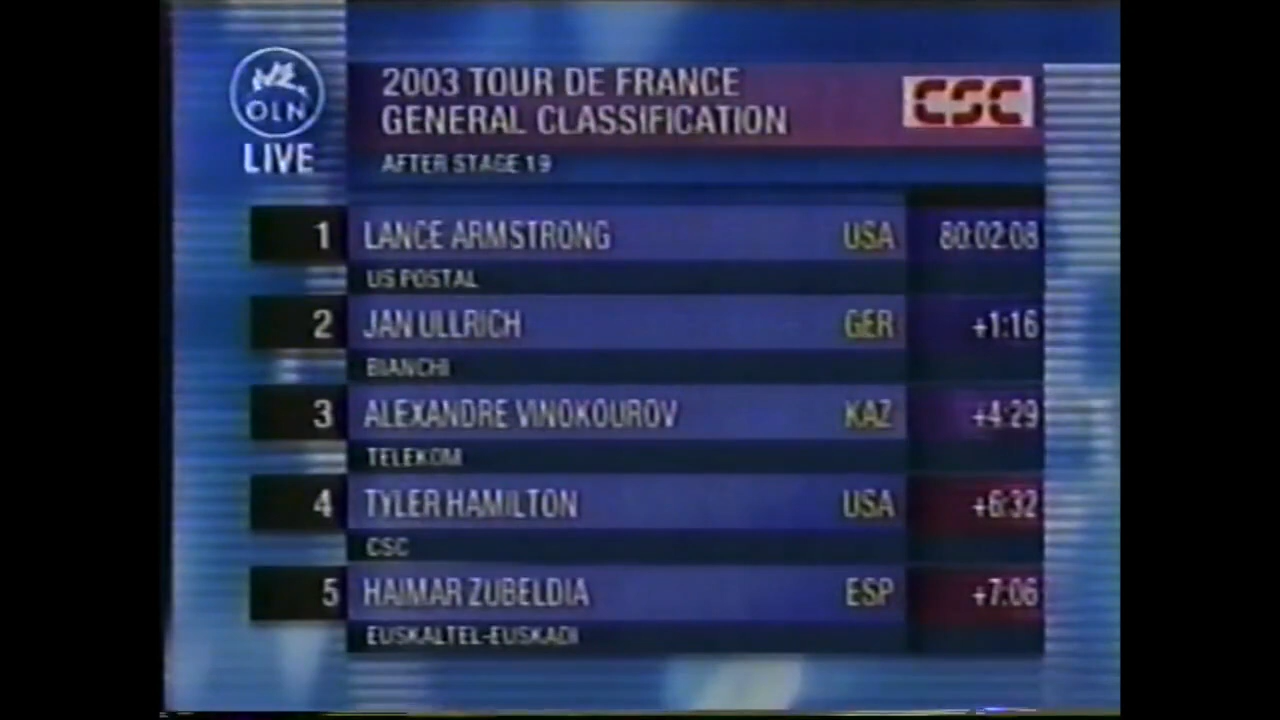 OLN
LIVE
2003 TOUR DE FRANCE
GENERAL CLASSIFICATION
CSC
AFTER STAGE 19
1 LANCE ARMSTRONG USA 80:02:08
US POSTAL
2 JAN ULLRICH GER +1:16
BIANCHI
3 ALEXANDRE VINOKOUROV KAZ +4:29
TELEKOM
4 TYLER HAMILTON USA +6:32
CSC
5 HAIMAR ZUBELDIA ESP +7:06
EUSKALTEL-EUSKADI